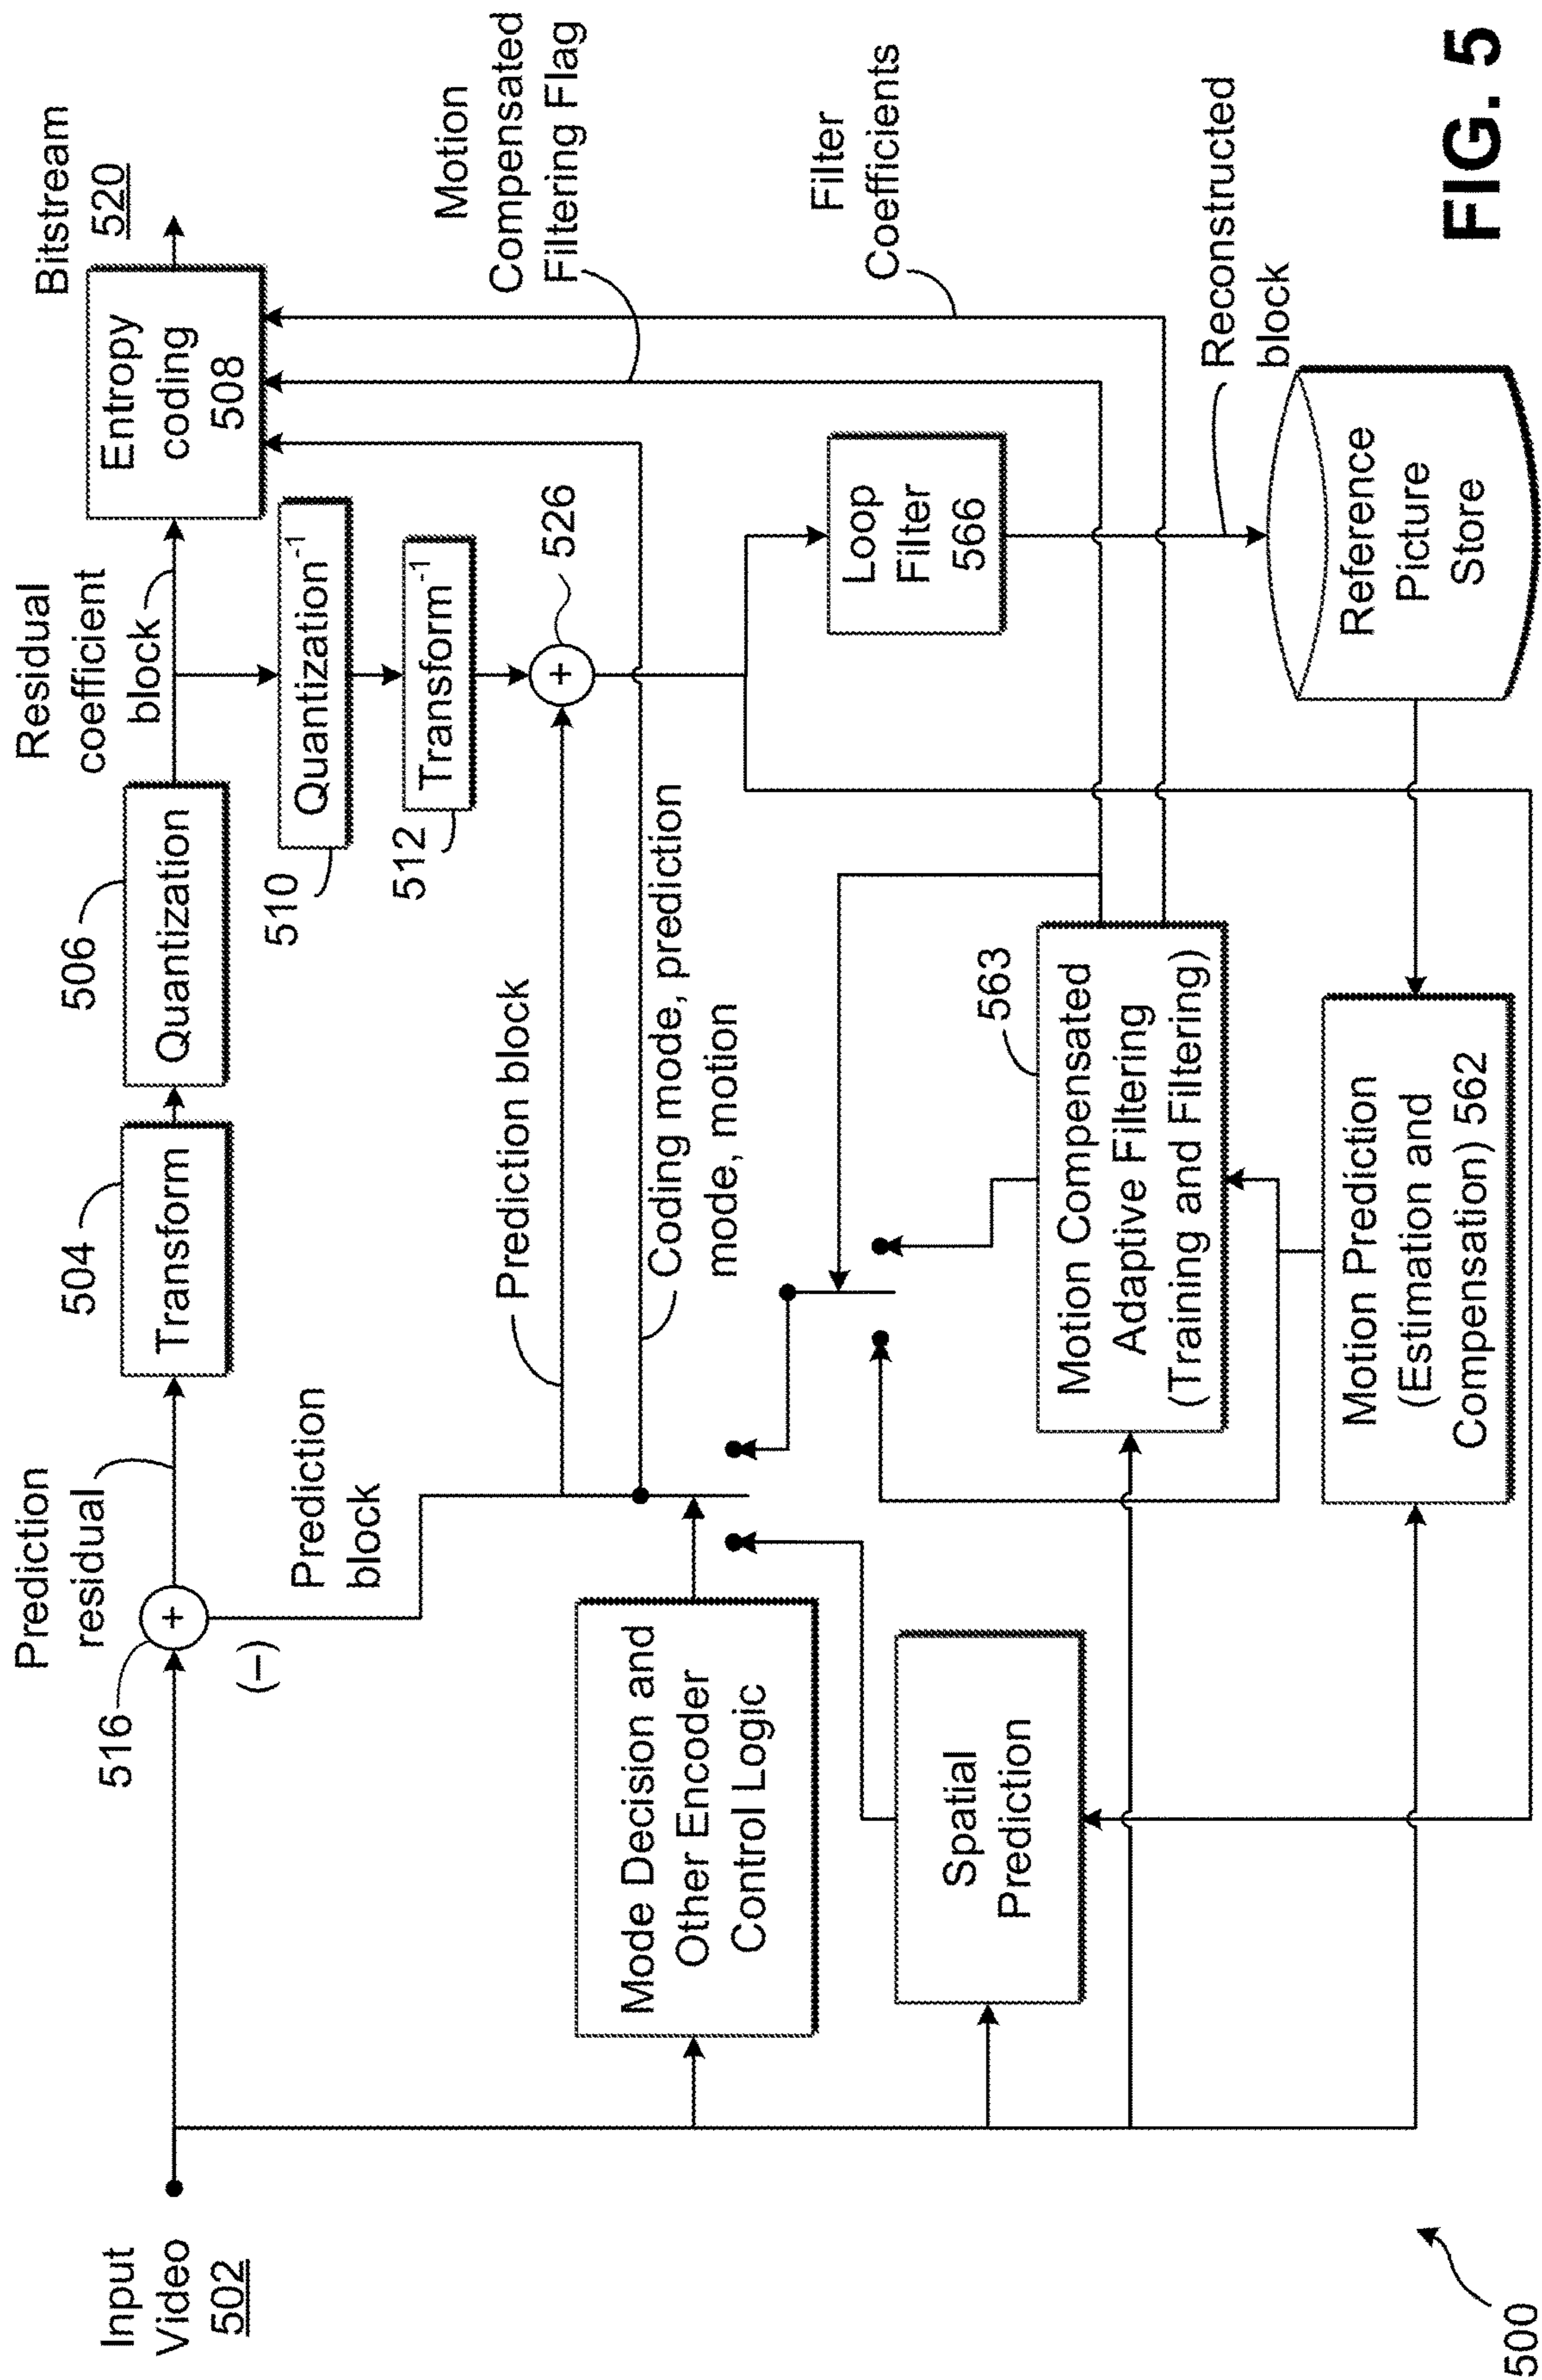 Input
Video
502
516
Prediction
residual
(−)
Prediction
block
504
Transform
506
Quantization
Residual
coefficient
block
Entropy
coding
508
Bitstream
520
510
Quantization-1
512
Transform-1
526
Prediction block
Coding mode, prediction
mode, motion
Motion
Compensated
Filtering Flag
Filter
Coefficients
Mode Decision and
Other Encoder
Control Logic
Spatial
Prediction
563
Motion Compensated
Adaptive Filtering
(Training and Filtering)
Motion Prediction
(Estimation and
Compensation) 562
Loop
Filter
566
Reconstructed
block
Reference
Picture
Store
500
FIG. 5
+
+